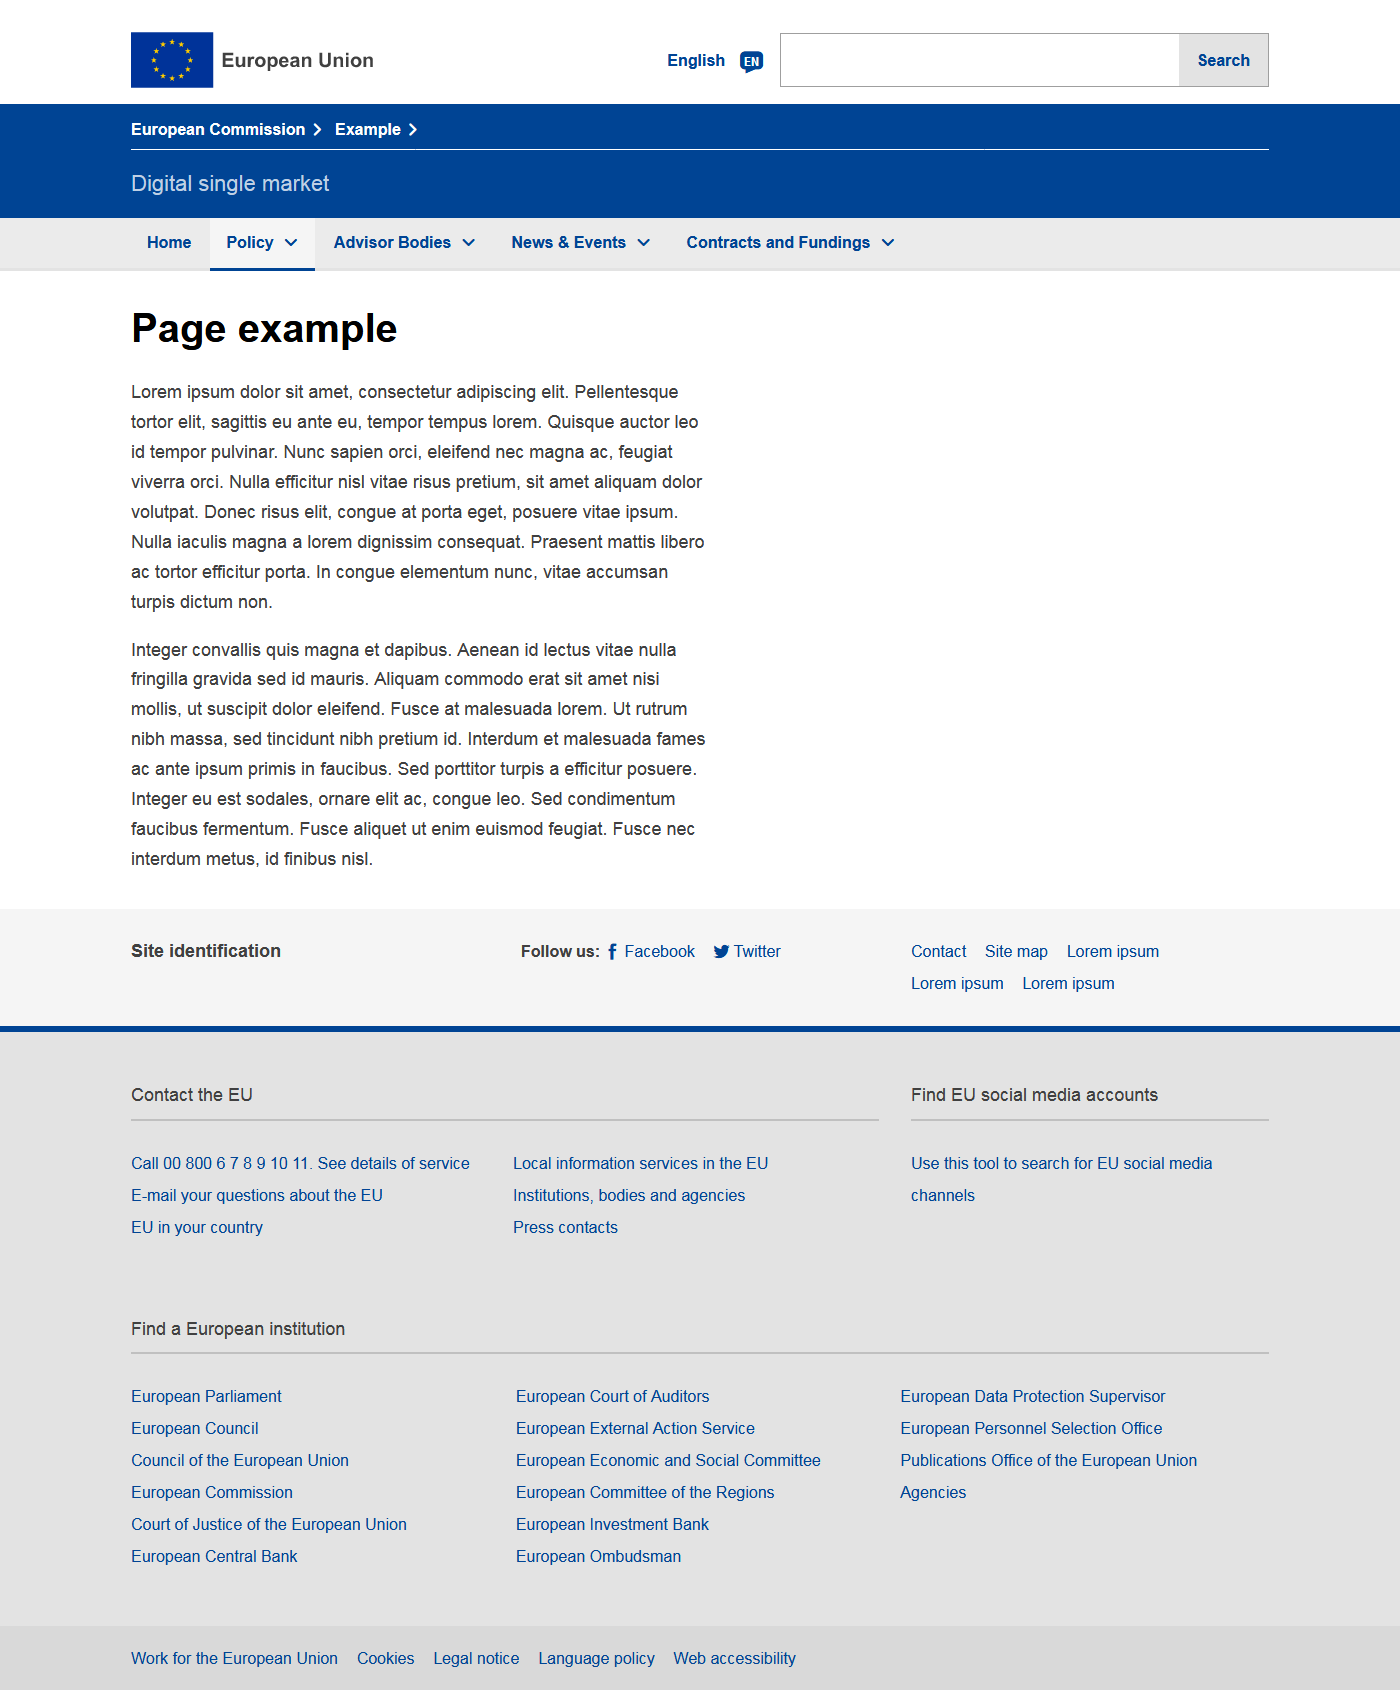 European Union
English EN
Search
European Commission Example
Digital single market
Home Policy Advisor Bodies News & Events Contracts and Fundings
Page example
Lorem ipsum dolor sit amet, consectetur adipiscing elit. Pellentesque
tortor elit, sagittis eu ante eu, tempor tempus lorem. Quisque auctor leo
id tempor pulvinar. Nunc sapien orci, eleifend nec magna ac, feugiat
viverra orci. Nulla efficitur nisl vitae risus pretium, sit amet aliquam dolor
volutpat. Donec risus elit, congue at porta eget, posuere vitae ipsum.
Nulla iaculis magna a lorem dignissim consequat. Praesent mattis libero
ac tortor efficitur porta. In congue elementum nunc, vitae accumsan
turpis dictum non.
Integer convallis quis magna et dapibus. Aenean id lectus vitae nulla
fringilla gravida sed id mauris. Aliquam commodo erat sit amet nisi
mollis, ut suscipit dolor eleifend. Fusce at malesuada lorem. Ut rutrum
nibh massa, sed tincidunt nibh pretium id. Interdum et malesuada fames
ac ante ipsum primis in faucibus. Sed porttitor turpis a efficitur posuere.
Integer eu est sodales, ornare elit ac, congue leo. Sed condimentum
faucibus fermentum. Fusce aliquet ut enim euismod feugiat. Fusce nec
interdum metus, id finibus nisl.
Site identification
Follow us: Facebook Twitter
Contact Site map Lorem ipsum
Lorem ipsum Lorem ipsum
Contact the EU
Call 00 800 6 7 8 9 10 11. See details of service
E-mail your questions about the EU
EU in your country
Local information services in the EU
Institutions, bodies and agencies
Press contacts
Find EU social media accounts
Use this tool to search for EU social media
channels
Find a European institution
European Parliament
European Council
Council of the European Union
European Commission
Court of Justice of the European Union
European Central Bank
European Court of Auditors
European External Action Service
European Economic and Social Committee
European Committee of the Regions
European Investment Bank
European Ombudsman
European Data Protection Supervisor
European Personnel Selection Office
Publications Office of the European Union
Agencies
Work for the European Union Cookies Legal notice Language policy Web accessibility